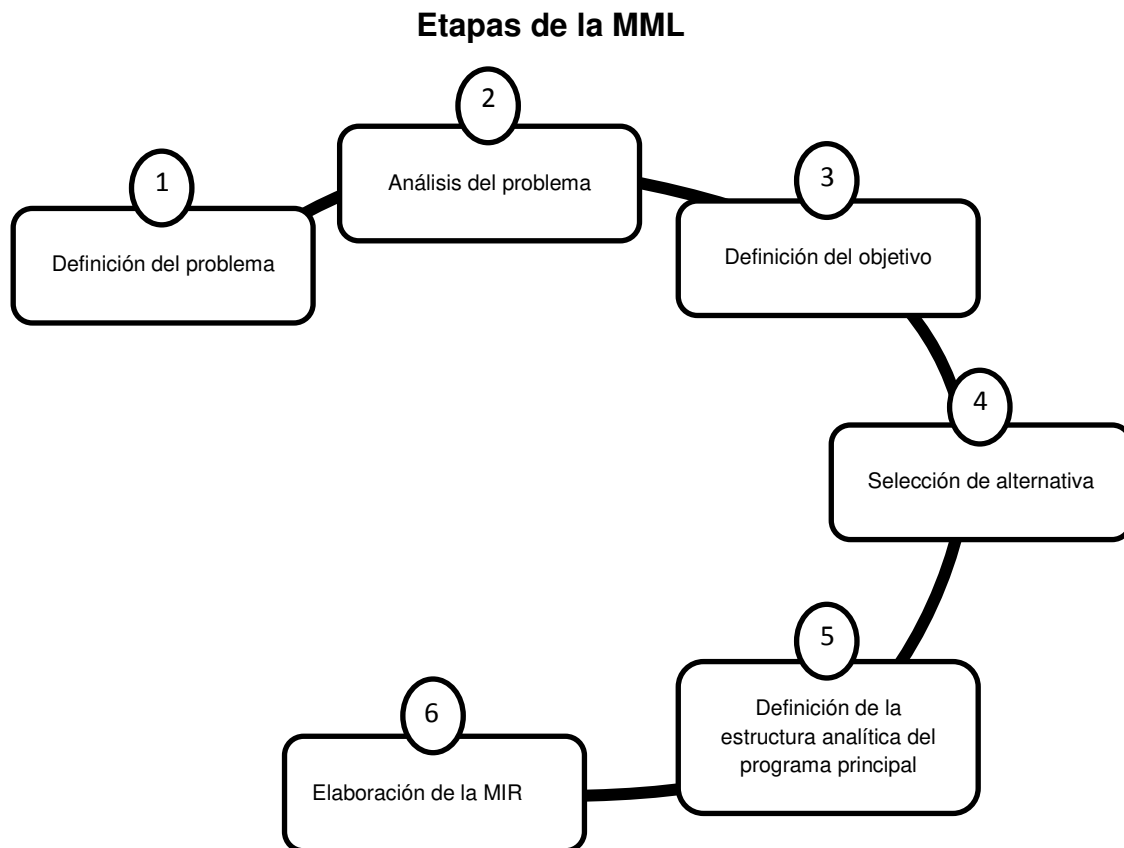 Etapas de la MML
1
Definición del problema
2
Análisis del problema
3
Definición del objetivo
4
Selección de alternativa
5
Definición de la
estructura analítica del
programa principal
6
Elaboración de la MIR